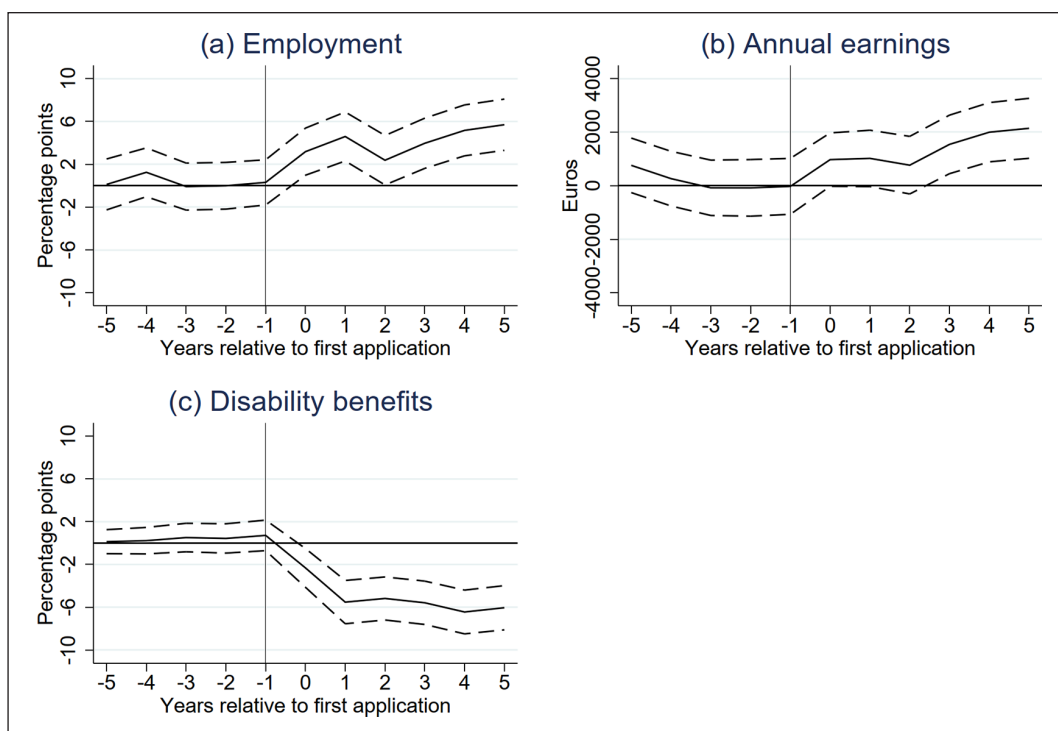 (a) Employment
Percentage points
10
6
2
-2
-6
-10
-5 -4 -3 -2 -1 0 1 2 3 4 5
Years relative to first application
(b) Annual earnings
Euros
4000
2000
0
-2000
-4000
-5 -4 -3 -2 -1 0 1 2 3 4 5
Years relative to first application
(c) Disability benefits
Percentage points
10
6
2
-2
-6
-10
-5 -4 -3 -2 -1 0 1 2 3 4 5
Years relative to first application